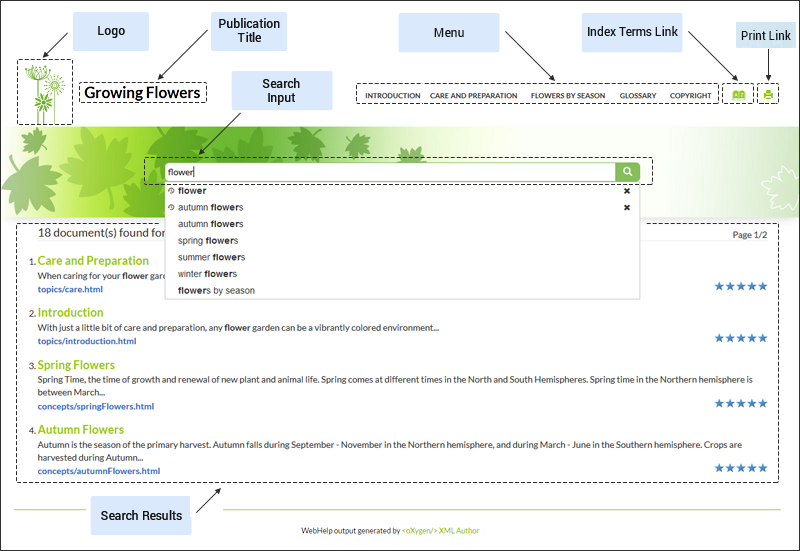 Logo
Publication
Title
Menu
Index Terms Link
Print Link
Search
Input
Growing Flowers
INTRODUCTION CARE AND PREPARATION FLOWERS BY SEASON GLOSSARY COPYRIGHT
flower
flower
autumn flowers
autumn flowers
spring flowers
summer flowers
winter flowers
flowers by season
18 document(s) found for
Page 1/2
1. Care and Preparation
When caring for your flower gard
topics/care.html
2. Introduction
With just a little bit of care and preparation, any flower garden can be a vibrantly colored environment...
topics/introduction.html
3. Spring Flowers
Spring Time, the time of growth and renewal of new plant and animal life. Spring comes at different times in the North and South Hemispheres. Spring time in the Northern hemisphere is
between March...
concepts/springFlowers.html
4. Autumn Flowers
Autumn is the season of the primary harvest. Autumn falls during September - November in the Northern hemisphere, and during March - June in the Southern hemisphere. Crops are
harvested during Autumn...
concepts/autumnFlowers.html
Search Results
WebHelp output generated by <oXygen/> XML Author